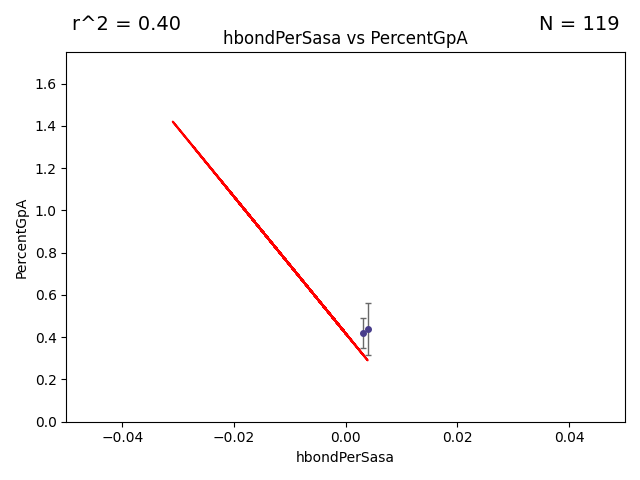 r^2 = 0.40
N = 119
hbondPerSasa vs PercentGpA
1.6
1.4
1.2
1.0
0.8
0.6
0.4
0.2
0.0
PercentGpA
−0.04 −0.02 0.00 0.02 0.04
hbondPerSasa